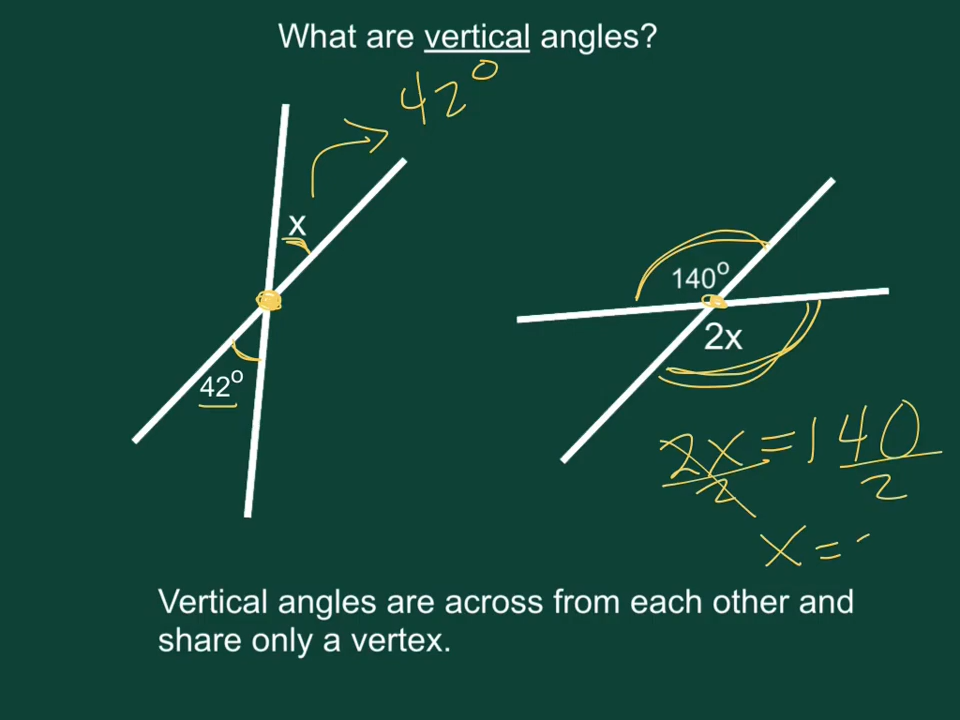 What are vertical angles?
42°
x
140°
2x
42°
2x = 140
2 2
x =
Vertical angles are across from each other and
share only a vertex.